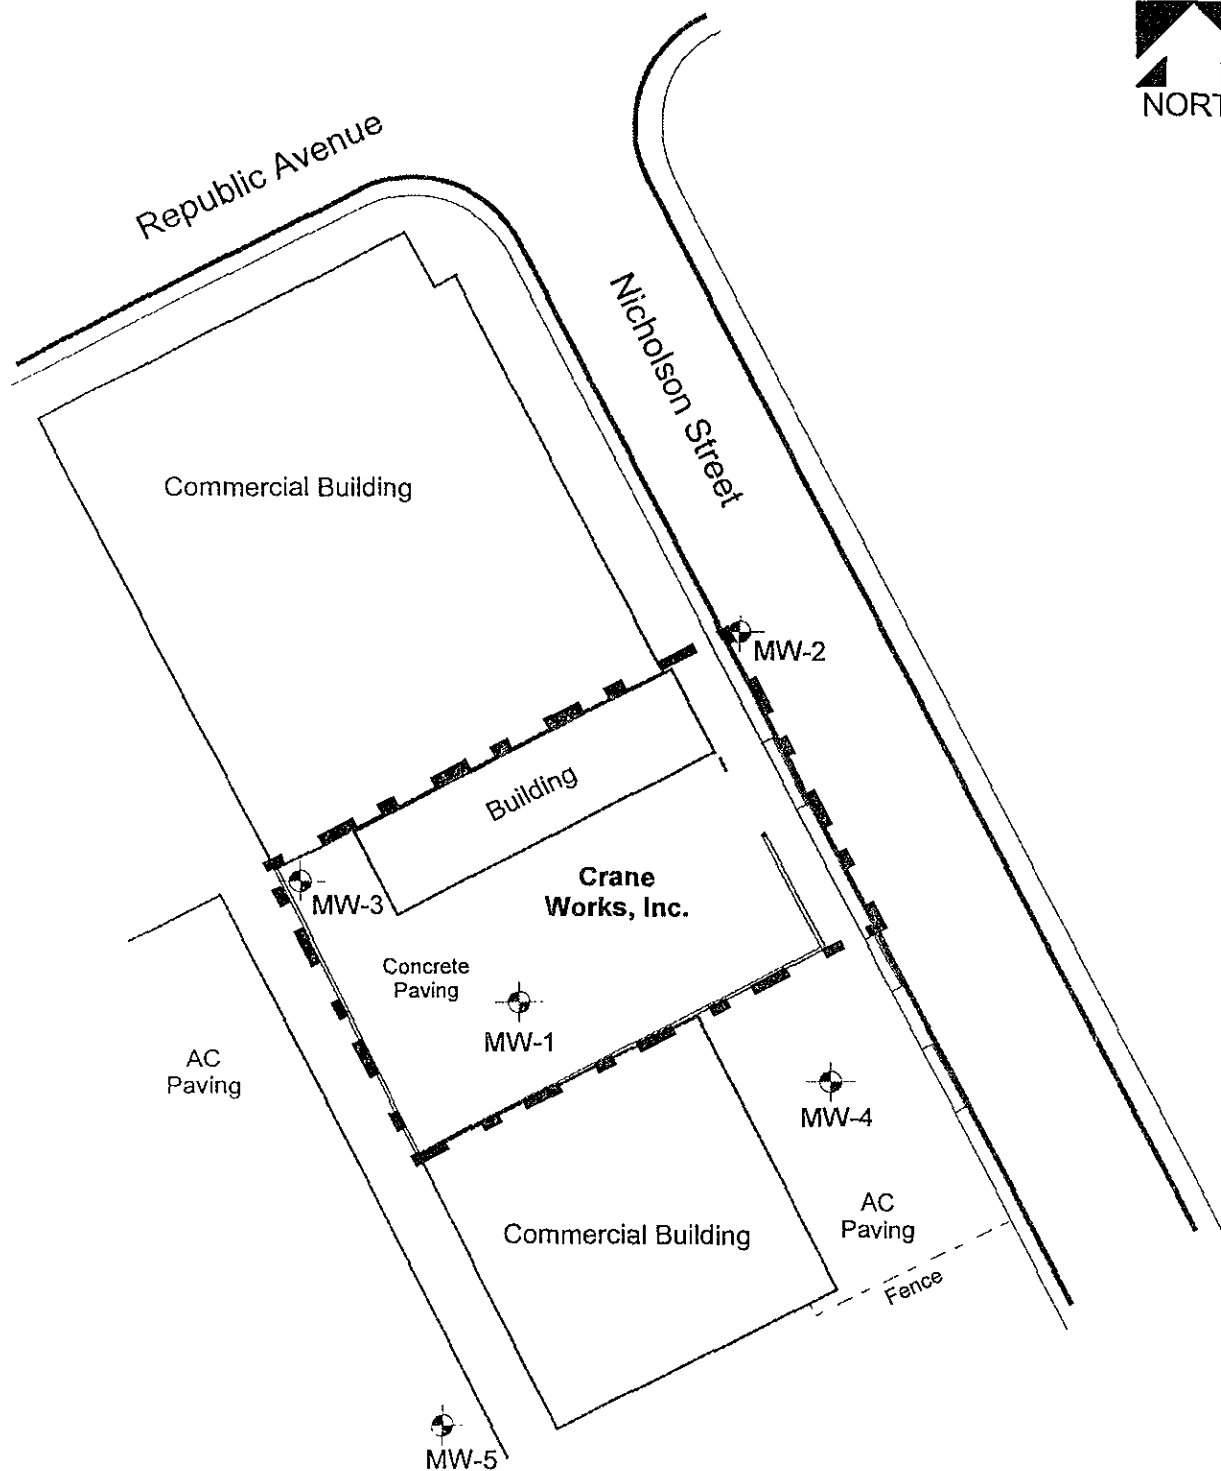 NORT
Republic Avenue
Nicholson Street
Commercial Building
MW-2
Building
Crane
Works, Inc.
MW-3
Concrete
Paving
MW-1
AC
Paving
MW-4
AC
Paving
Commercial Building
Fence
MW-5